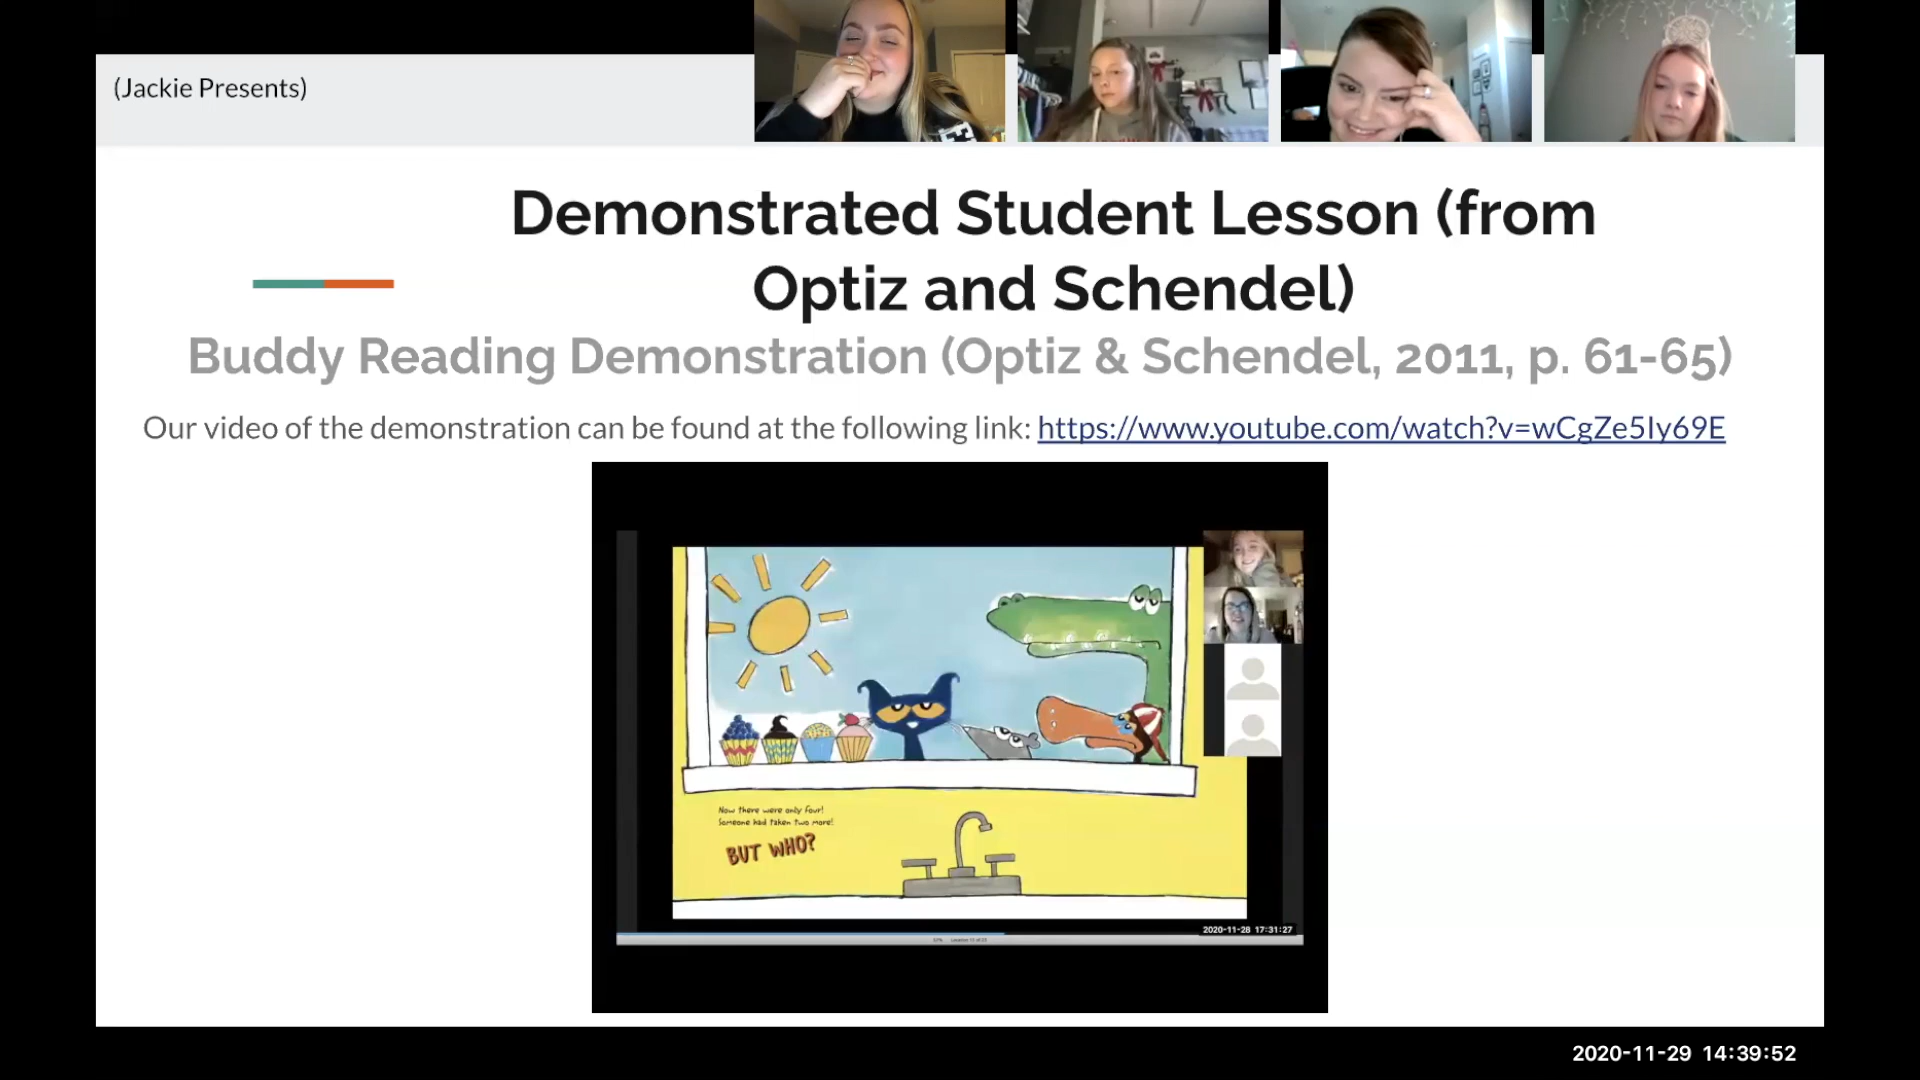 (Jackie Presents)
Demonstrated Student Lesson (from
Optiz and Schendel)
Buddy Reading Demonstration (Optiz & Schendel, 2011, p. 61-65)
Our video of the demonstration can be found at the following link: https://www.youtube.com/watch?v=wCgZe5Iy69E
Now there were only four!
Someone had taken two more!
BUT WHO?
2020-11-28 17:31:27
2020-11-29 14:39:52